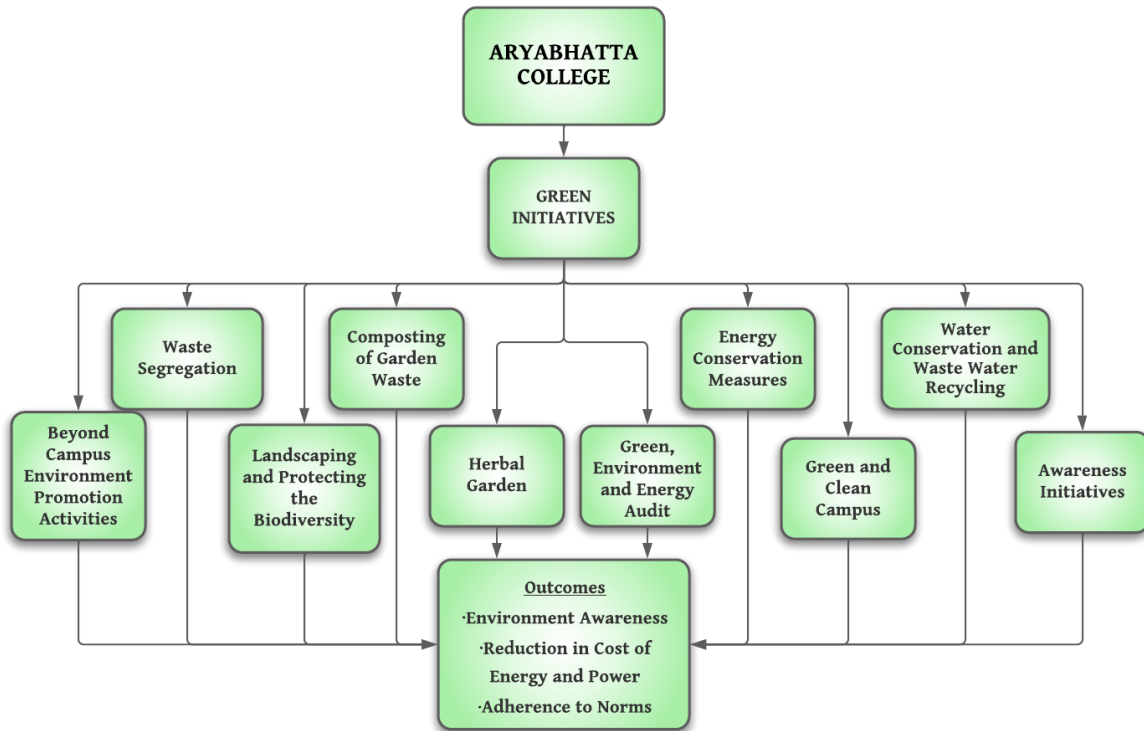 ARYABHATTA
COLLEGE
GREEN
INITIATIVES
Waste
Segregation
Composting
of Garden
Waste
Energy
Conservation
Measures
Water
Conservation and
Waste Water
Recycling
Beyond
Campus
Environment
Promotion
Activities
Landscaping
and Protecting
the
Biodiversity
Herbal
Garden
Green,
Environment
and Energy
Audit
Green and
Clean
Campus
Awareness
Initiatives
Outcomes
·Environment Awareness
·Reduction in Cost of
Energy and Power
·Adherence to Norms